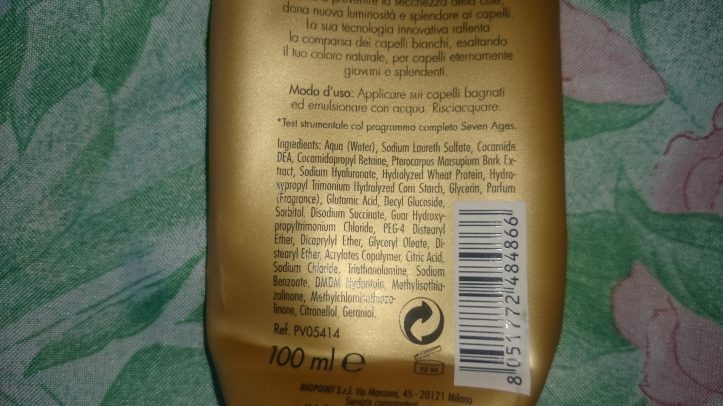 prevenire la secchezza della cute,
dona nuova luminosità e splendore ai capelli.
La sua tecnologia innovativa rallenta
la comparsa dei capelli bianchi, esaltando
il tuo colore naturale, per capelli eternamente
giovani e splendenti.
Modo d'uso: Applicare sui capelli bagnati
ed emulsionare con acqua. Risciacquare.
*Test strumentale col programma completo Seven Ages.
Ingredients: Aqua (Water), Sodium Laureth Sulfate, Cocamide
DEA, Cocamidopropyl Betaine, Pterocarpus Marsupium Bark Ex-
tract, Sodium Hyaluronate, Hydrolyzed Wheat Protein, Hydro-
xypropyl Trimonium Hydrolyzed Corn Starch, Glycerin, Parfum
(Fragrance), Glutamic Acid, Decyl Glucoside,
Sorbitol, Disodium Succinate, Guar Hydroxy-
propyltrimonium Chloride, PEG-4 Distearyl
Ether, Dicaprylyl Ether, Glyceryl Oleate, Di-
stearyl Ether, Acrylates Copolymer, Citric Acid,
Sodium Chloride, Triethanolamine, Sodium
Benzoate, DMDM Hydantoin, Methylisothia-
zolinone, Methylchloroisothiazo-
linone, Citronellol, Geraniol.
Ref. PV05414
100 ml e
18 M
8 051772 484866
BIOPOINT S.r.l. Via Manzoni, 45 - 20121 Milano
Servizio consumatori